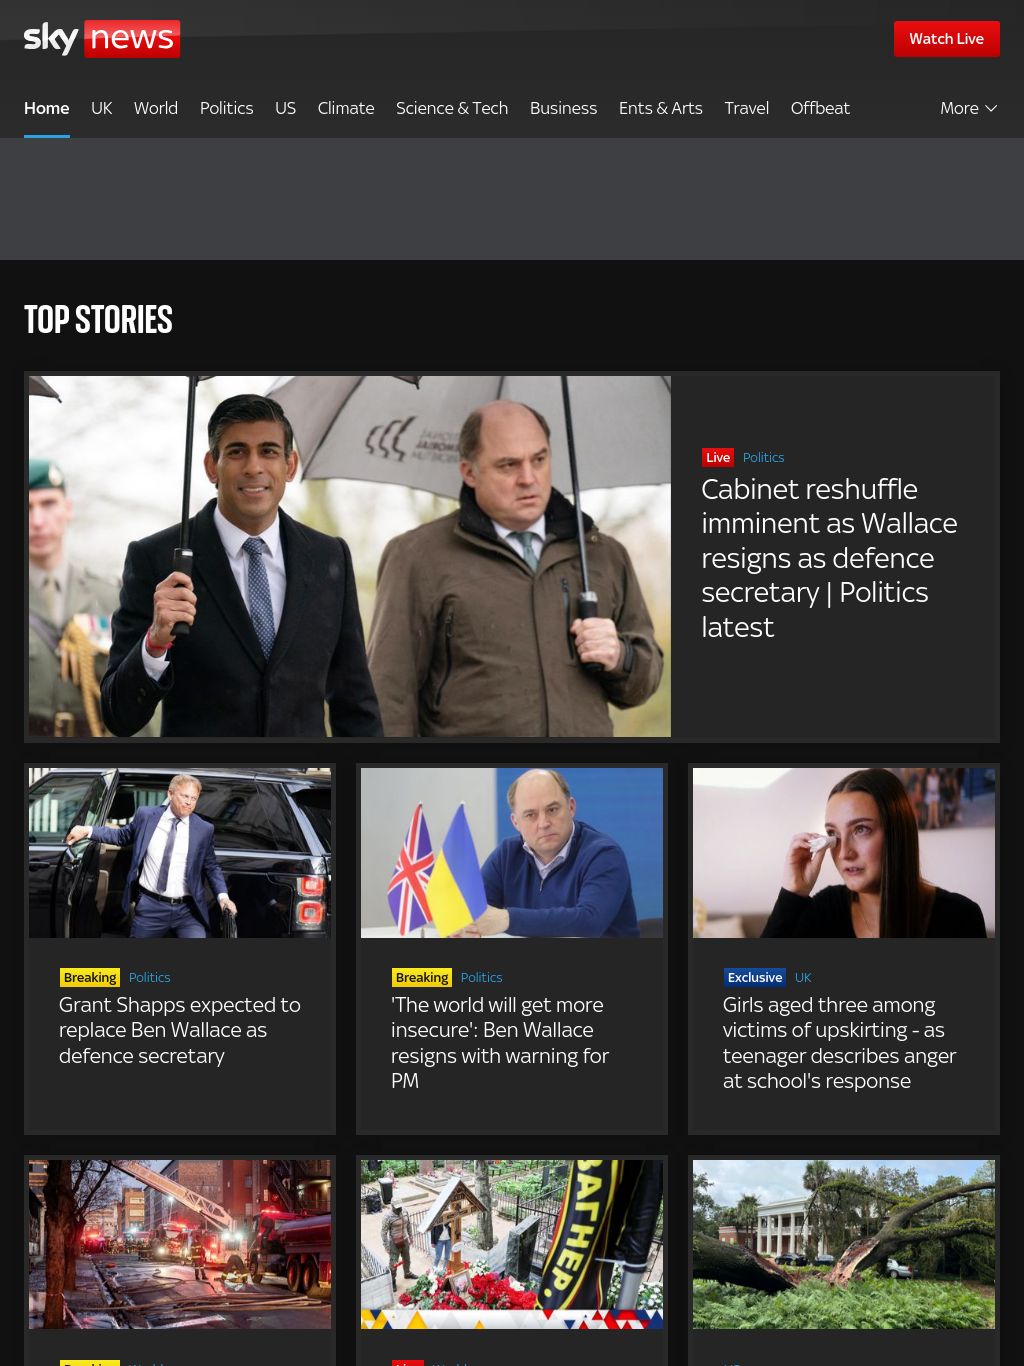 sky news
Watch Live
Home UK World Politics US Climate Science & Tech Business Ents & Arts Travel Offbeat More
TOP STORIES
Live Politics
Cabinet reshuffle
imminent as Wallace
resigns as defence
secretary | Politics
latest
Breaking Politics
Grant Shapps expected to
replace Ben Wallace as
defence secretary
Breaking Politics
'The world will get more
insecure': Ben Wallace
resigns with warning for
PM
Exclusive UK
Girls aged three among
victims of upskirting - as
teenager describes anger
at school's response
ВАГНЕР.